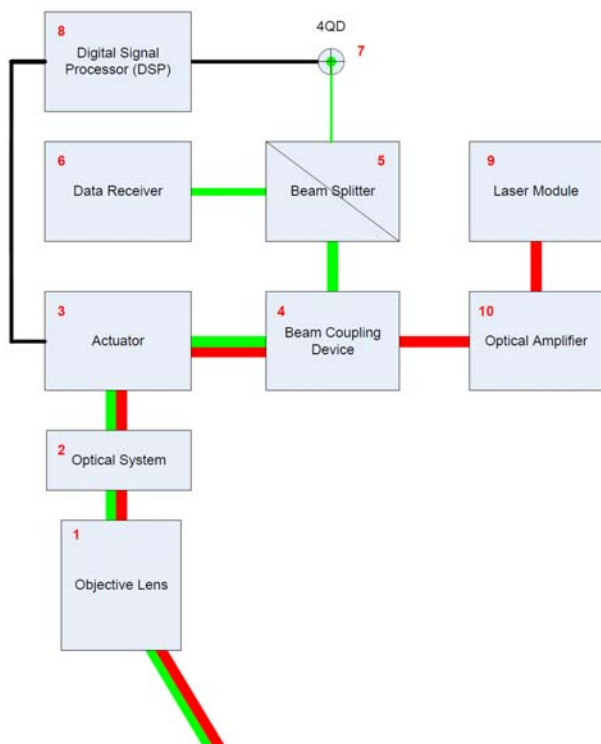 8
Digital Signal
Processor (DSP)
4QD
7
6
Data Receiver
5
Beam Splitter
9
Laser Module
3
Actuator
4
Beam Coupling
Device
10
Optical Amplifier
2
Optical System
1
Objective Lens